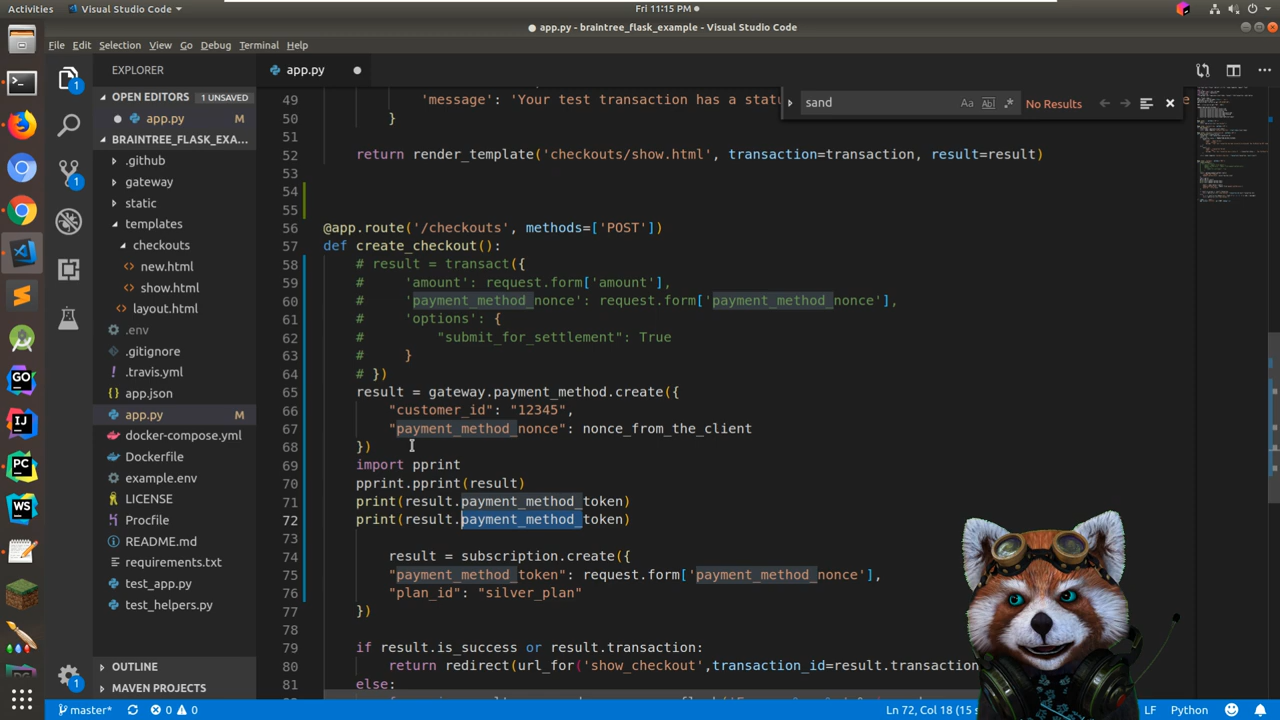 Activities Visual Studio Code Fri 11:15 PM
app.py - braintree_flask_example - Visual Studio Code
File Edit Selection View Go Debug Terminal Help
EXPLORER
OPEN EDITORS 1 UNSAVED
app.py M
BRAINTREE_FLASK_EXA...
.github
gateway
static
templates
checkouts
new.html
show.html
layout.html
.env
.gitignore
.travis.yml
app.json
app.py M
docker-compose.yml
Dockerfile
example.env
LICENSE
Procfile
README.md
requirements.txt
test_app.py
test_helpers.py
OUTLINE
MAVEN PROJECTS
app.py
sand Aa Abl .* No Results
49 'message': 'Your test transaction has a
50 }
51
52 return render_template('checkouts/show.html', transaction=transaction, result=result)
53
54
55
56 @app.route('/checkouts', methods=['POST'])
57 def create_checkout():
58 # result = transact({
59 # 'amount': request.form['amount'],
60 # 'payment_method_nonce': request.form['payment_method_nonce'],
61 # 'options': {
62 # "submit_for_settlement": True
63 # }
64 # })
65 result = gateway.payment_method.create({
66 "customer_id": "12345",
67 "payment_method_nonce": nonce_from_the_client
68 })
69 import pprint
70 pprint.pprint(result)
71 print(result.payment_method_token)
72 print(result.payment_method_token)
73
74 result = subscription.create({
75 "payment_method_token": request.form['payment_method_nonce'],
76 "plan_id": "silver_plan"
77 })
78
79 if result.is_success or result.transaction:
80 return redirect(url_for('show_checkout',transaction_id=result.transaction
81 else:
master* 0 0 Ln 72, Col 18 (15 LF Python 1